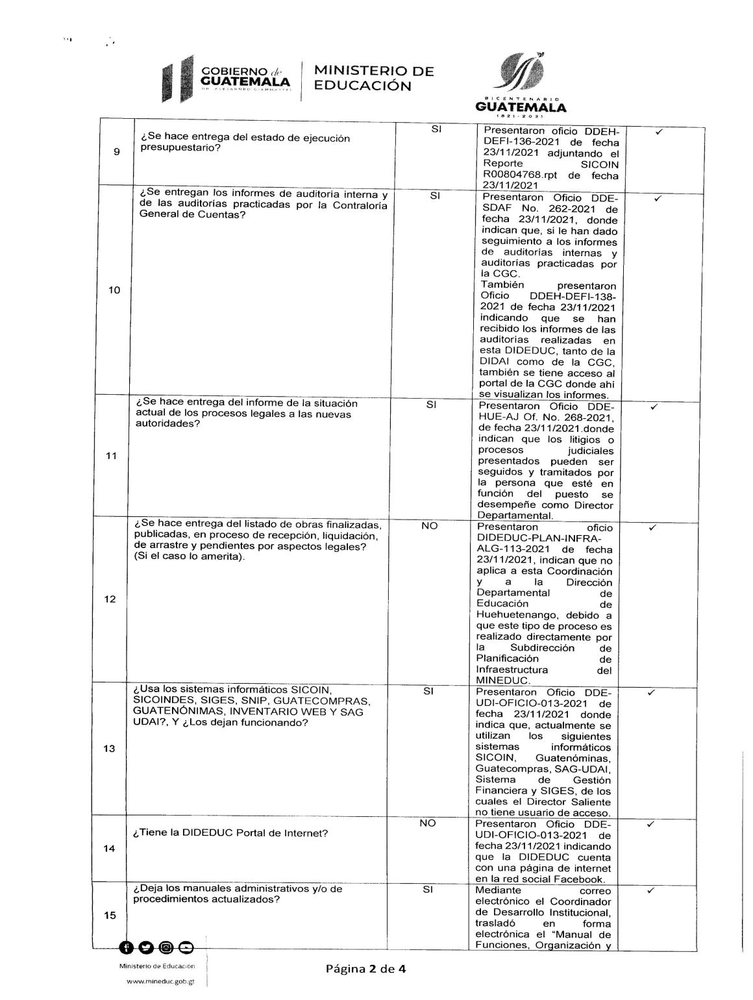 GOBIERNO de
GUATEMALA
DR. ALEJANDRO GIAMMATTEI
MINISTERIO DE
EDUCACIÓN
BICENTENARIO
GUATEMALA
1821-2021
9
¿Se hace entrega del estado de ejecución
presupuestario?
SI
Presentaron oficio DDEH-
DEFI-136-2021 de fecha
23/11/2021 adjuntando el
Reporte SICOIN
R00804768.rpt de fecha
23/11/2021
✓
10
¿Se entregan los informes de auditoría interna y
de las auditorías practicadas por la Contraloría
General de Cuentas?
SI
Presentaron Oficio DDE-
SDAF No. 262-2021 de
fecha 23/11/2021, donde
indican que, si le han dado
seguimiento a los informes
de auditorías internas y
auditorías practicadas por
la CGC.
También presentaron
Oficio DDEH-DEFI-138-
2021 de fecha 23/11/2021
indicando que se han
recibido los informes de las
auditorias realizadas en
esta DIDEDUC, tanto de la
DIDAI como de la CGC,
también se tiene acceso al
portal de la CGC donde ahí
se visualizan los informes.
✓
11
¿Se hace entrega del informe de la situación
actual de los procesos legales a las nuevas
autoridades?
SI
Presentaron Oficio DDE-
HUE-AJ Of. No. 268-2021,
de fecha 23/11/2021.donde
indican que los litigios o
procesos judiciales
presentados pueden ser
seguidos y tramitados por
la persona que esté en
función del puesto se
desempeñe como Director
Departamental.
✓
12
¿Se hace entrega del listado de obras finalizadas,
publicadas, en proceso de recepción, liquidación,
de arrastre y pendientes por aspectos legales?
(Si el caso lo amerita).
NO
Presentaron oficio
DIDEDUC-PLAN-INFRA-
ALG-113-2021 de fecha
23/11/2021, indican que no
aplica a esta Coordinación
y a la Dirección
Departamental de
Educación de
Huehuetenango, debido a
que este tipo de proceso es
realizado directamente por
la Subdirección de
Planificación de
Infraestructura del
MINEDUC.
✓
13
¿Usa los sistemas informáticos SICOIN,
SICOINDES, SIGES, SNIP, GUATECOMPRAS,
GUATENÓNIMAS, INVENTARIO WEB Y SAG
UDAI?, Y ¿Los dejan funcionando?
SI
Presentaron Oficio DDE-
UDI-OFICIO-013-2021 de
fecha 23/11/2021 donde
indica que, actualmente se
utilizan los siguientes
sistemas informáticos
SICOIN, Guatenóminas,
Guatecompras, SAG-UDAI,
Sistema de Gestión
Financiera y SIGES, de los
cuales el Director Saliente
no tiene usuario de acceso.
✓
14
¿Tiene la DIDEDUC Portal de Internet?
NO
Presentaron Oficio DDE-
UDI-OFICIO-013-2021 de
fecha 23/11/2021 indicando
que la DIDEDUC cuenta
con una página de internet
en la red social Facebook.
✓
15
¿Deja los manuales administrativos y/o de
procedimientos actualizados?
SI
Mediante correo
electrónico el Coordinador
de Desarrollo Institucional,
trasladó en forma
electrónica el “Manual de
Funciones, Organización y
✓
Ministerio de Educación
www.mineduc.gob.gt
Página 2 de 4